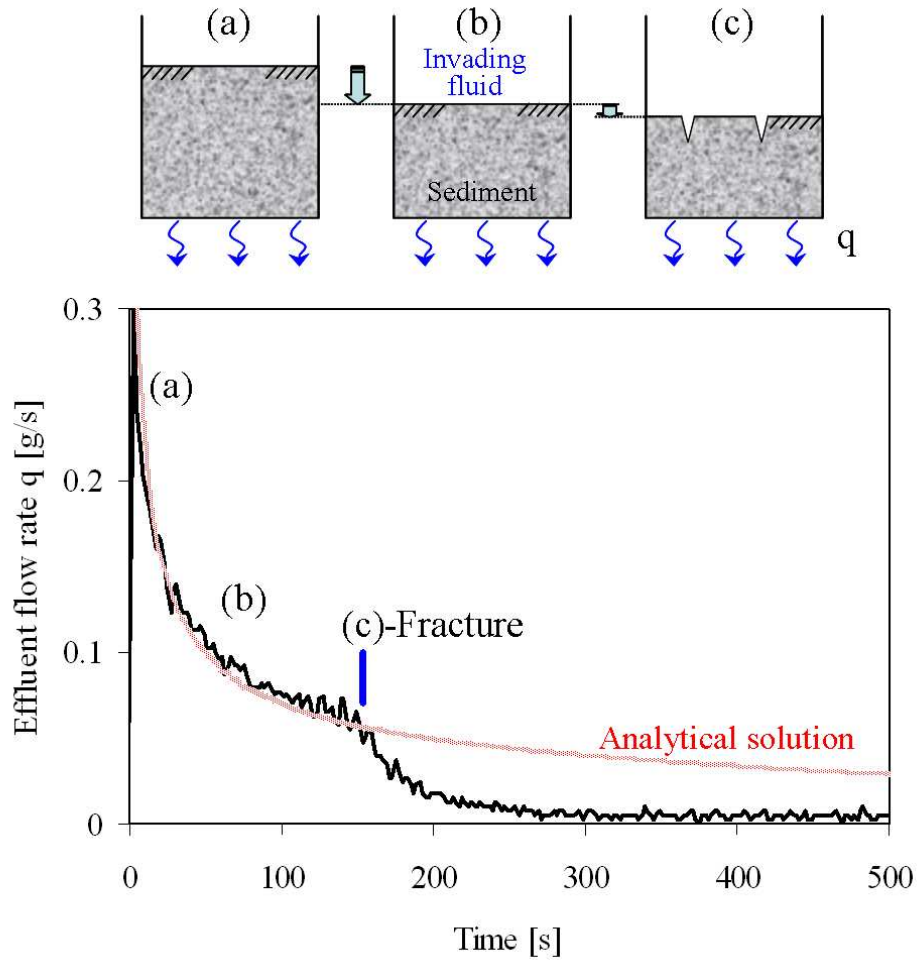 (a)
(b)
(c)
Invading
fluid
Sediment
q
0.3
(a)
0.2
(b)
(c)-Fracture
0.1
Analytical solution
0
0
100
200
300
400
500
Effluent flow rate q [g/s]
Time [s]